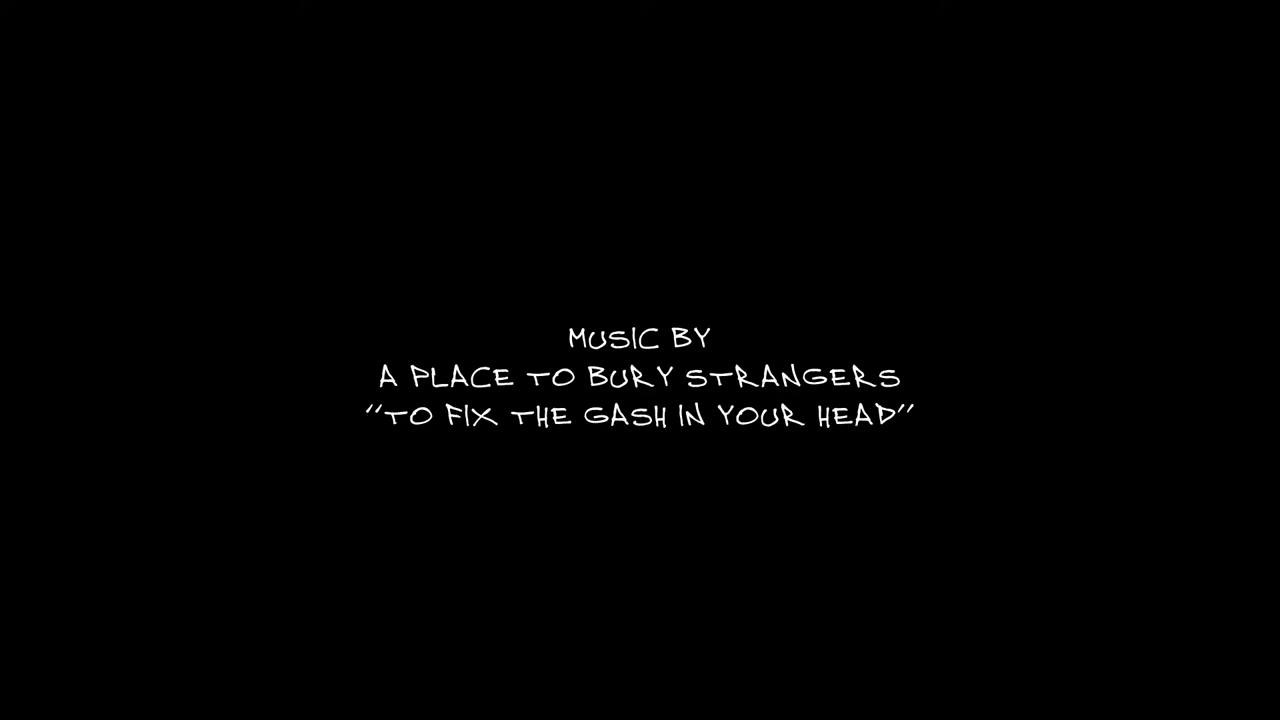 MUSIC BY
A PLACE TO BURY STRANGERS
"TO FIX THE GASH IN YOUR HEAD"